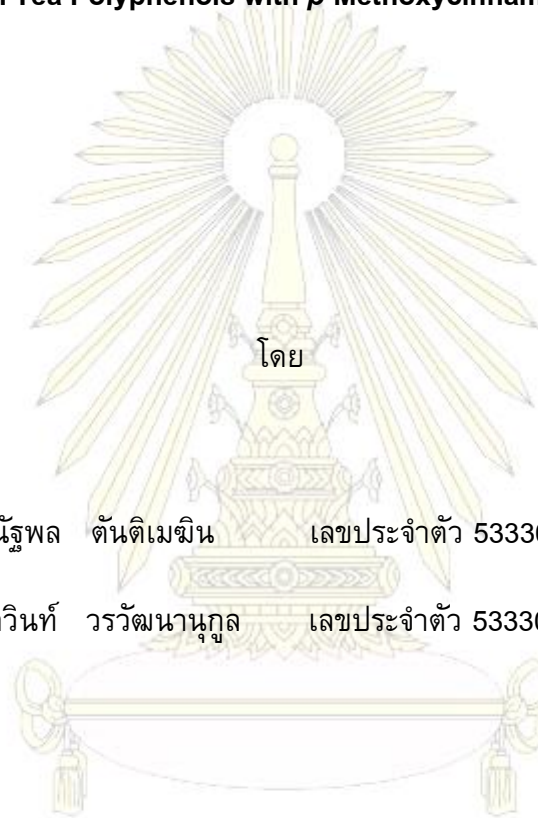 Tea Polyphenols with p-Methoxycinnam
โดย
ณัฐพล ตันติเมฆิน เลขประจำตัว 53330
วินท์ วรวัฒนานุกูล เลขประจำตัว 53330